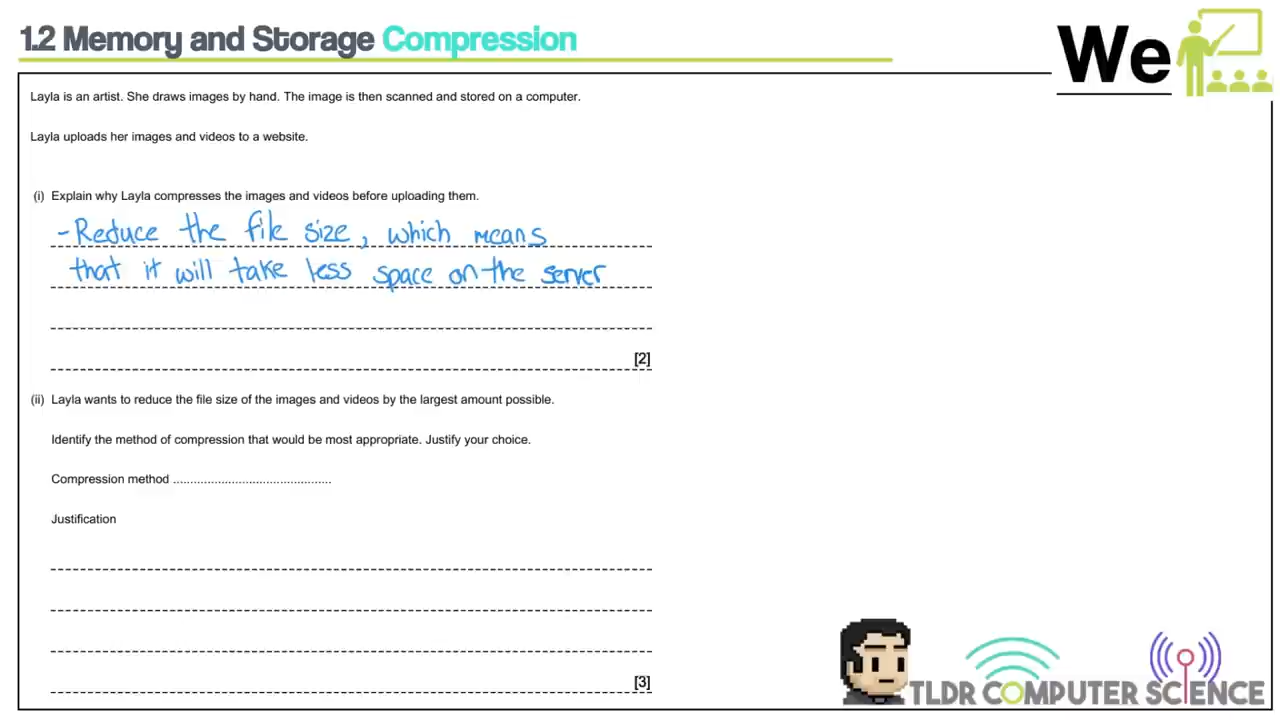 1.2 Memory and Storage Compression
We
Layla is an artist. She draws images by hand. The image is then scanned and stored on a computer.
Layla uploads her images and videos to a website.
(i) Explain why Layla compresses the images and videos before uploading them.
-Reduce the file size, which means
that it will take less space on the server
[2]
(ii) Layla wants to reduce the file size of the images and videos by the largest amount possible.
Identify the method of compression that would be most appropriate. Justify your choice.
Compression method ..............................................
Justification
[3]
TLDR COMPUTER SCIENCE